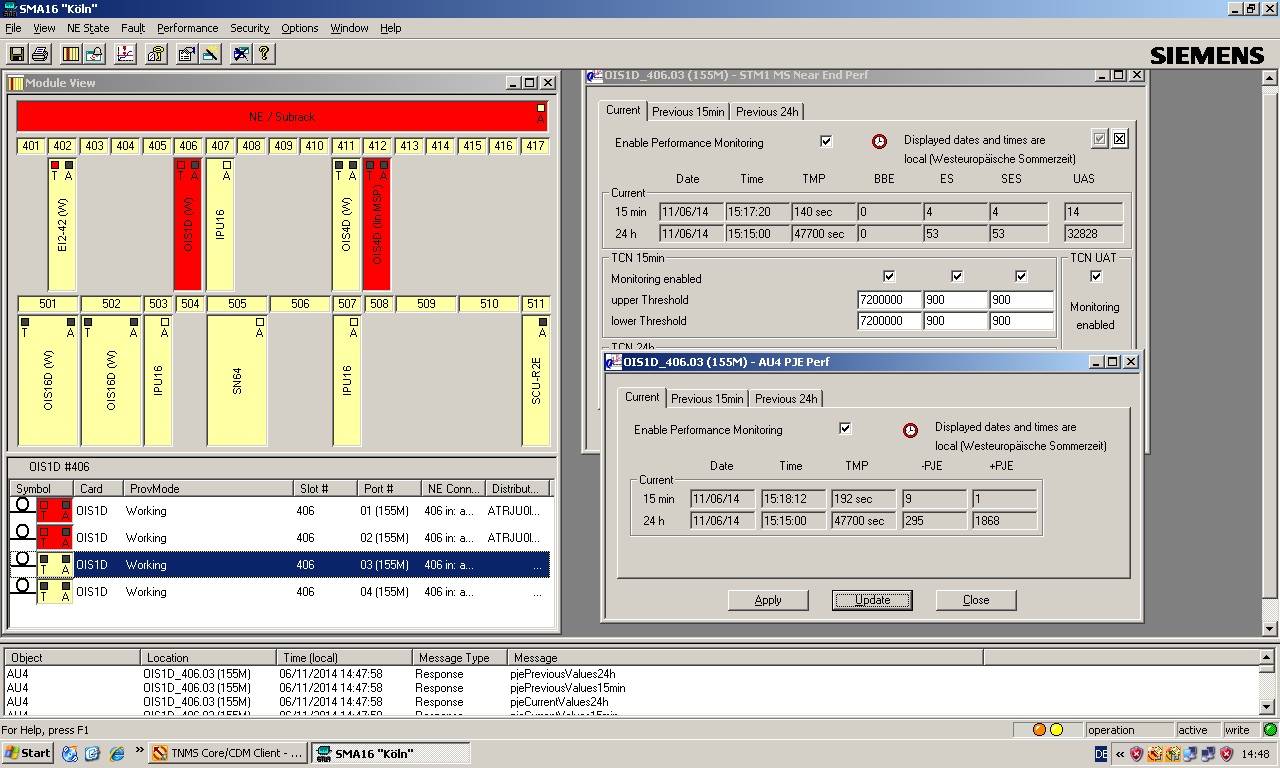 SMA16 "Köln"
File View NE State Fault Performance Security Options Window Help
SIEMENS
Module View
NE / Subrack
A
401 402 403 404 405 406 407 408 409 410 411 412 413 414 415 416 417
T A T A A T A T A
EI2-42 (W)
OIS1D (W)
IPU16
OIS4D (W)
OIS4D (lin MSP)
501 502 503 504 505 506 507 508 509 510 511
T A T A A A A A
OIS16D (W)
OIS16D (W)
IPU16
SN64
IPU16
SCU-R2E
OIS1D #406
Symbol Card ProvMode Slot # Port # NE Conn... Distribut...
T A OIS1D Working 406 01 (155M) 406 in: a... ATRJU0I...
T A OIS1D Working 406 02 (155M) 406 in: a... ATRJU0I...
T A OIS1D Working 406 03 (155M) 406 in: a... ...
T A OIS1D Working 406 04 (155M) 406 in: a... ...
OIS1D_406.03 (155M) - STM1 MS Near End Perf
Current Previous 15min Previous 24h
Enable Performance Monitoring
Displayed dates and times are
local (Westeuropäische Sommerzeit)
Date Time TMP BBE ES SES UAS
Current
15 min 11/06/14 15:17:20 140 sec 0 4 4 14
24 h 11/06/14 15:15:00 47700 sec 0 53 53 32828
TCN 15min TCN UAT
Monitoring enabled
upper Threshold 7200000 900 900
lower Threshold 7200000 900 900
Monitoring
enabled
TCN 24h
OIS1D_406.03 (155M) - AU4 PJE Perf
Current Previous 15min Previous 24h
Enable Performance Monitoring
Displayed dates and times are
local (Westeuropäische Sommerzeit)
Date Time TMP -PJE +PJE
Current
15 min 11/06/14 15:18:12 192 sec 9 1
24 h 11/06/14 15:15:00 47700 sec 295 1868
Apply Update Close
Object Location Time (local) Message Type Message
AU4 OIS1D_406.03 (155M) 06/11/2014 14:47:58 Response pjePreviousValues24h
AU4 OIS1D_406.03 (155M) 06/11/2014 14:47:58 Response pjePreviousValues15min
AU4 OIS1D_406.03 (155M) 06/11/2014 14:47:58 Response pjeCurrentValues24h
AU4 OIS1D_406.03 (155M) 06/11/2014 14:47:58 Response pjeCurrentValues15min
For Help, press F1
operation active write
Start » TNMS Core/CDM Client - ... SMA16 "Köln" DE « 14:48